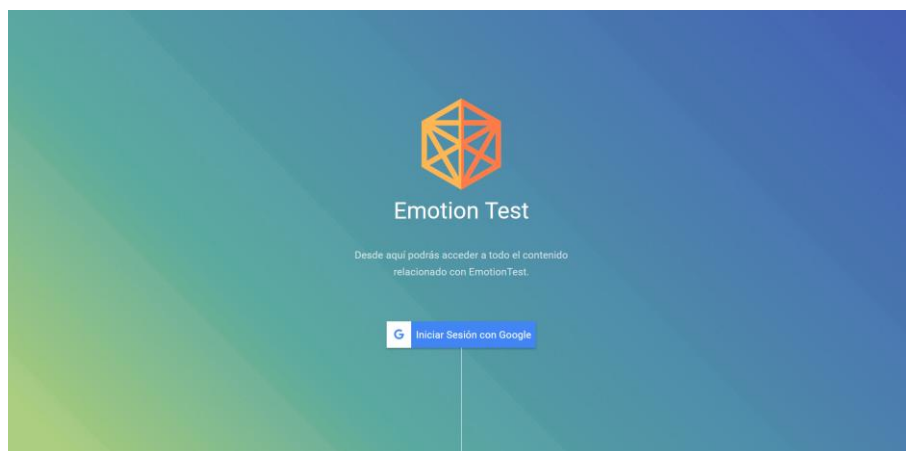 Emotion Test
Desde aquí podrás acceder a todo el contenido
relacionado con EmotionTest.
G Iniciar Sesión con Google